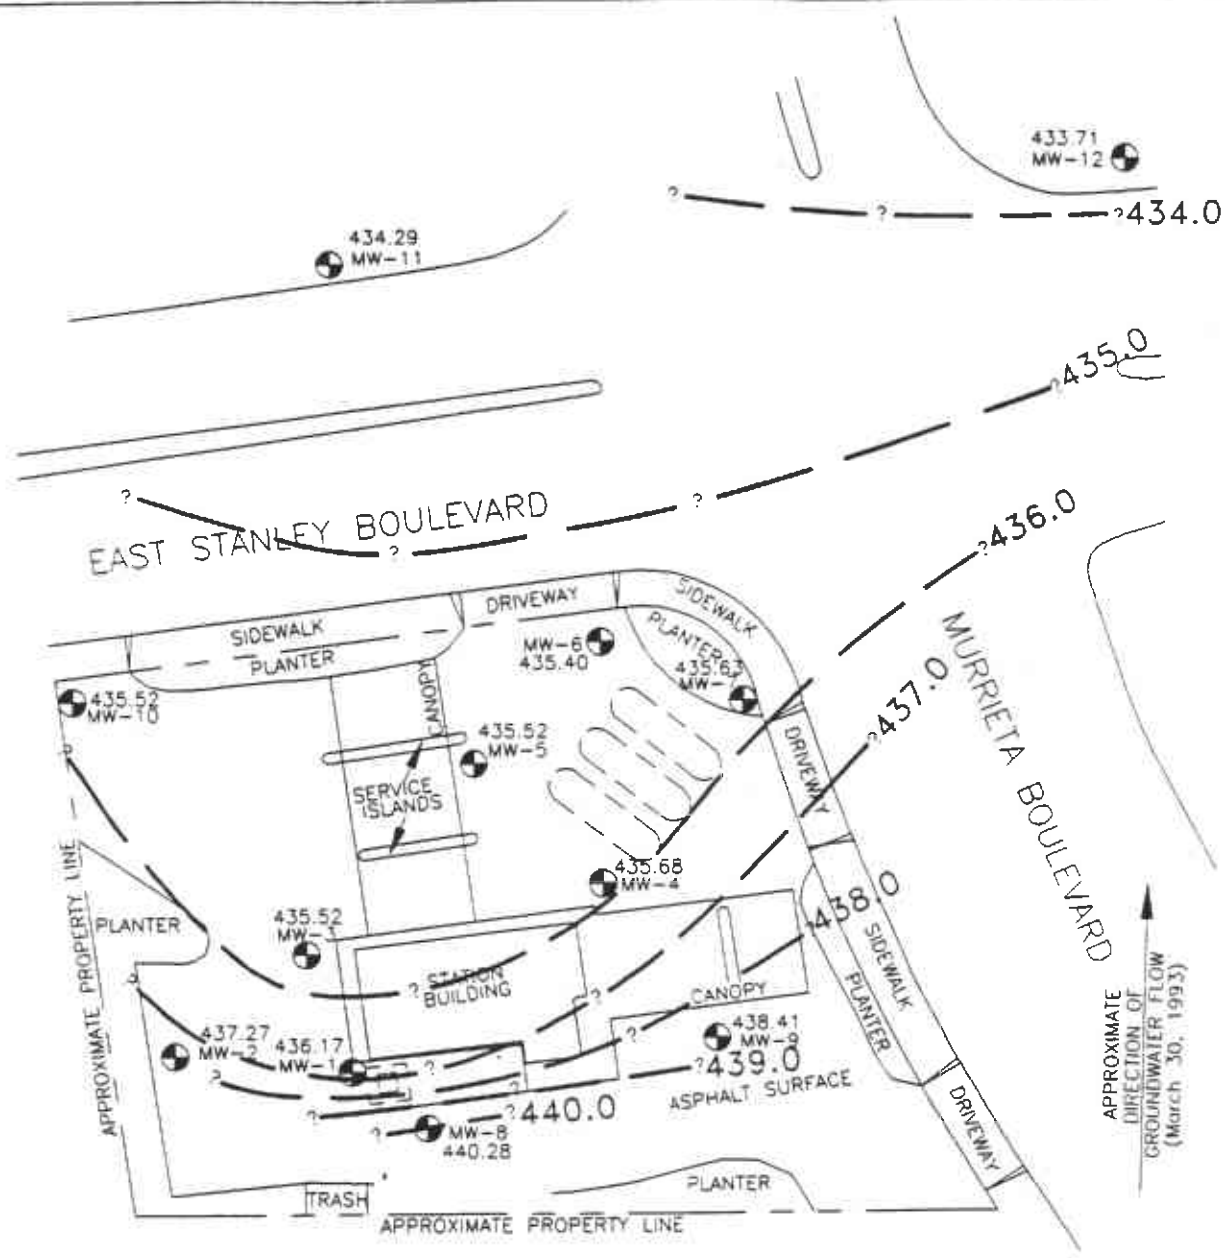 433.71
MW-12
?
?
?434.0
434.29
MW-11
?435.0
?
?
?
EAST STANLEY BOULEVARD
?436.0
SIDEWALK
DRIVEWAY
SIDEWALK
PLANTER
PLANTER
MW-6
435.40
435.63
MW-
MURRIETA BOULEVARD
?437.0
435.52
MW-10
?
CANOPY
435.52
MW-5
SERVICE
ISLANDS
DRIVEWAY
435.68
MW-4
?438.0
SIDEWALK
PLANTER
APPROXIMATE PROPERTY LINE
PLANTER
435.52
MW-
?
STATION
BUILDING
?
?
CANOPY
437.27
MW-2
436.17
MW-1
?
?
438.41
MW-9
?439.0
?
?
ASPHALT SURFACE
?
?440.0
?
MW-8
440.28
DRIVEWAY
TRASH
PLANTER
APPROXIMATE PROPERTY LINE
APPROXIMATE
DIRECTION OF
GROUNDWATER FLOW
(March 30, 1993)